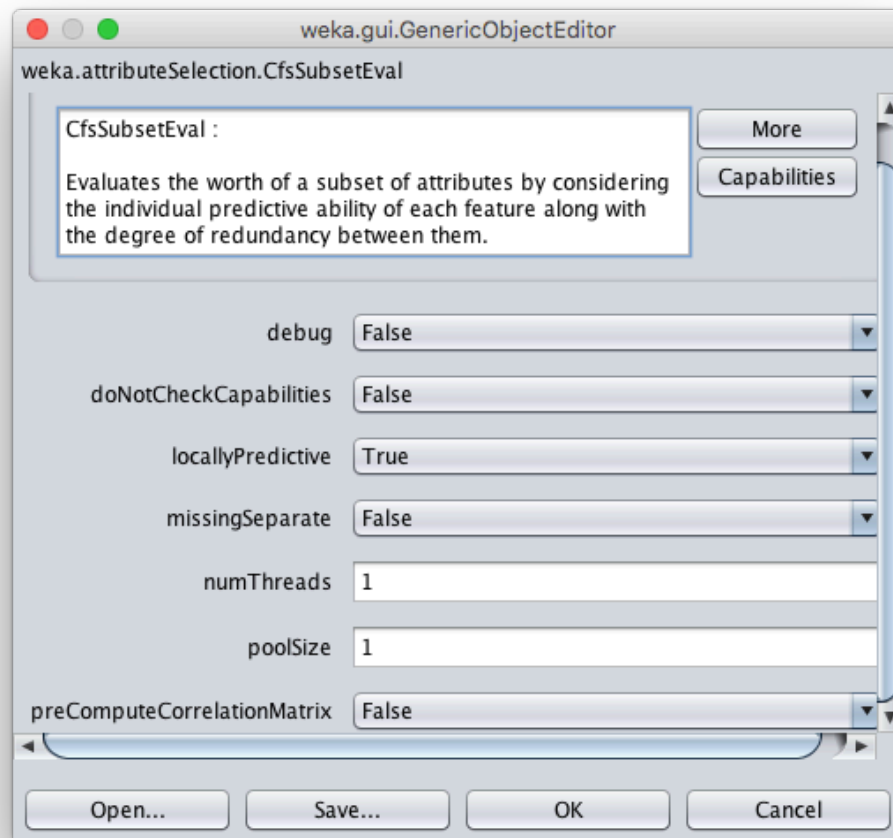 weka.gui.GenericObjectEditor
weka.attributeSelection.CfsSubsetEval
CfsSubsetEval :
Evaluates the worth of a subset of attributes by considering
the individual predictive ability of each feature along with
the degree of redundancy between them.
More
Capabilities
debug False
doNotCheckCapabilities False
locallyPredictive True
missingSeparate False
numThreads 1
poolSize 1
preComputeCorrelationMatrix False
Open... Save... OK Cancel